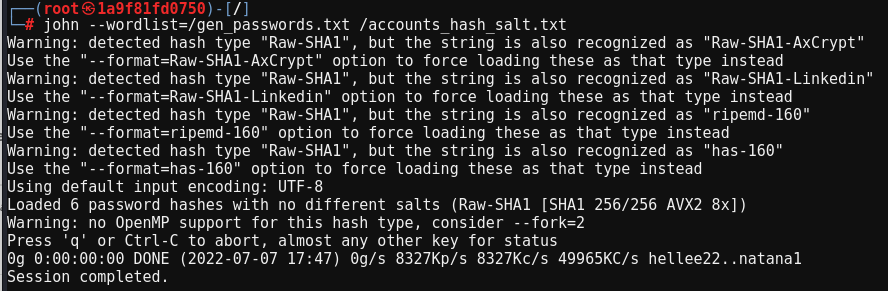 ┌──(root㉿1a9f81fd0750)-[/]
└─# john --wordlist=/gen_passwords.txt /accounts_hash_salt.txt
Warning: detected hash type "Raw-SHA1", but the string is also recognized as "Raw-SHA1-AxCrypt"
Use the "--format=Raw-SHA1-AxCrypt" option to force loading these as that type instead
Warning: detected hash type "Raw-SHA1", but the string is also recognized as "Raw-SHA1-Linkedin"
Use the "--format=Raw-SHA1-Linkedin" option to force loading these as that type instead
Warning: detected hash type "Raw-SHA1", but the string is also recognized as "ripemd-160"
Use the "--format=ripemd-160" option to force loading these as that type instead
Warning: detected hash type "Raw-SHA1", but the string is also recognized as "has-160"
Use the "--format=has-160" option to force loading these as that type instead
Using default input encoding: UTF-8
Loaded 6 password hashes with no different salts (Raw-SHA1 [SHA1 256/256 AVX2 8x])
Warning: no OpenMP support for this hash type, consider --fork=2
Press 'q' or Ctrl-C to abort, almost any other key for status
0g 0:00:00:00 DONE (2022-07-07 17:47) 0g/s 8327Kp/s 8327Kc/s 49965KC/s hellee22..natana1
Session completed.